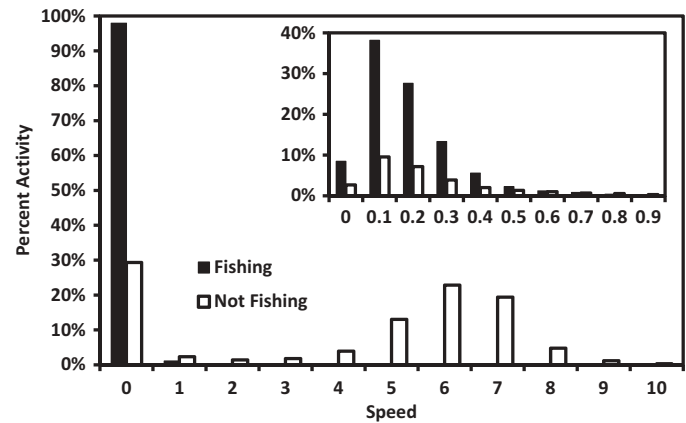 100%
90%
80%
70%
60%
50%
40%
30%
20%
10%
0%
Percent Activity
40%
30%
20%
10%
0%
0 0.1 0.2 0.3 0.4 0.5 0.6 0.7 0.8 0.9
Fishing
Not Fishing
0 1 2 3 4 5 6 7 8 9 10
Speed